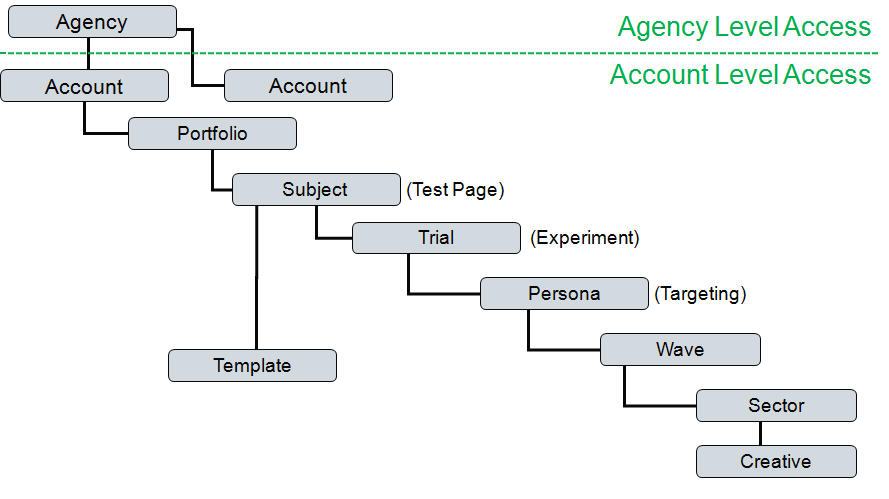 Agency
Agency Level Access
Account Level Access
Account
Account
Portfolio
Subject
(Test Page)
Trial
(Experiment)
Persona
(Targeting)
Wave
Template
Sector
Creative